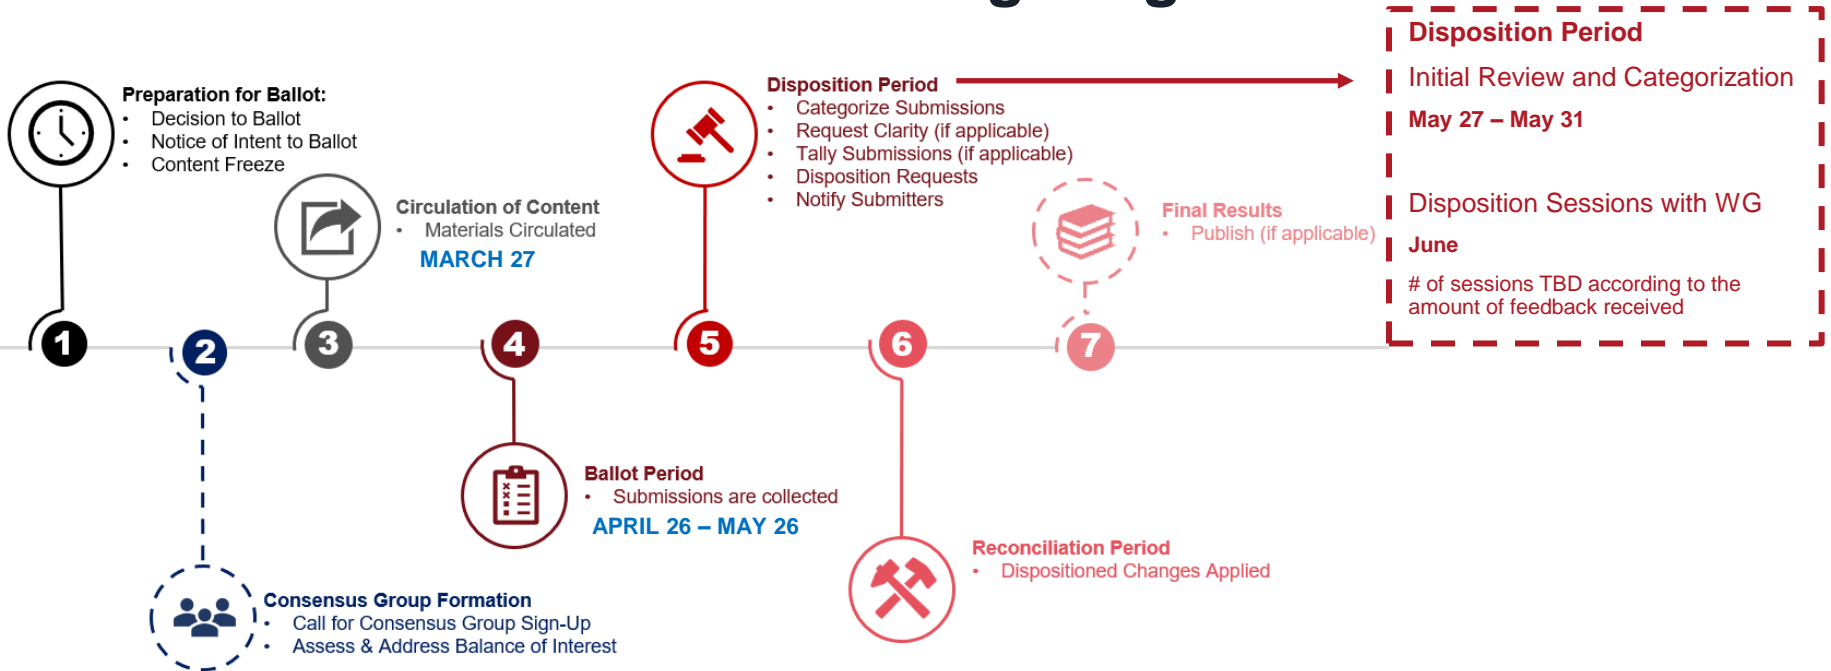 Preparation for Ballot:
• Decision to Ballot
• Notice of Intent to Ballot
• Content Freeze
Circulation of Content
• Materials Circulated
MARCH 27
Disposition Period
• Categorize Submissions
• Request Clarity (if applicable)
• Tally Submissions (if applicable)
• Disposition Requests
• Notify Submitters
Final Results
• Publish (if applicable)
Disposition Period
Initial Review and Categorization
May 27 – May 31
Disposition Sessions with WG
June
# of sessions TBD according to the
amount of feedback received
1
2
3
4
5
6
7
Ballot Period
• Submissions are collected
APRIL 26 – MAY 26
Reconciliation Period
• Dispositioned Changes Applied
Consensus Group Formation
• Call for Consensus Group Sign-Up
• Assess & Address Balance of Interest